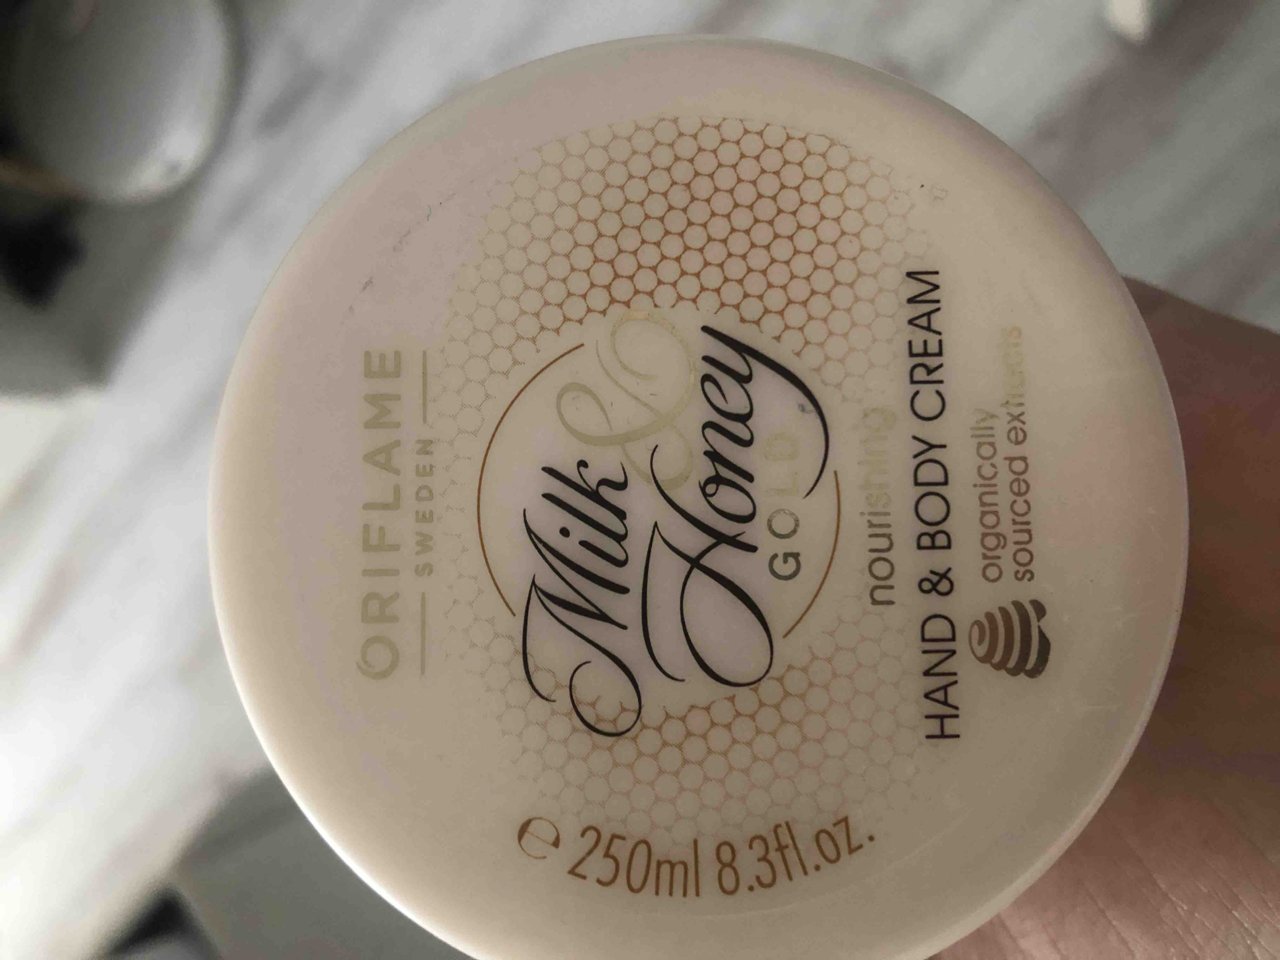 ORIFLAME
SWEDEN
Milk &
Honey
GOLD
nourishing
HAND & BODY CREAM
organically
sourced extracts
e 250ml 8.3fl.oz.